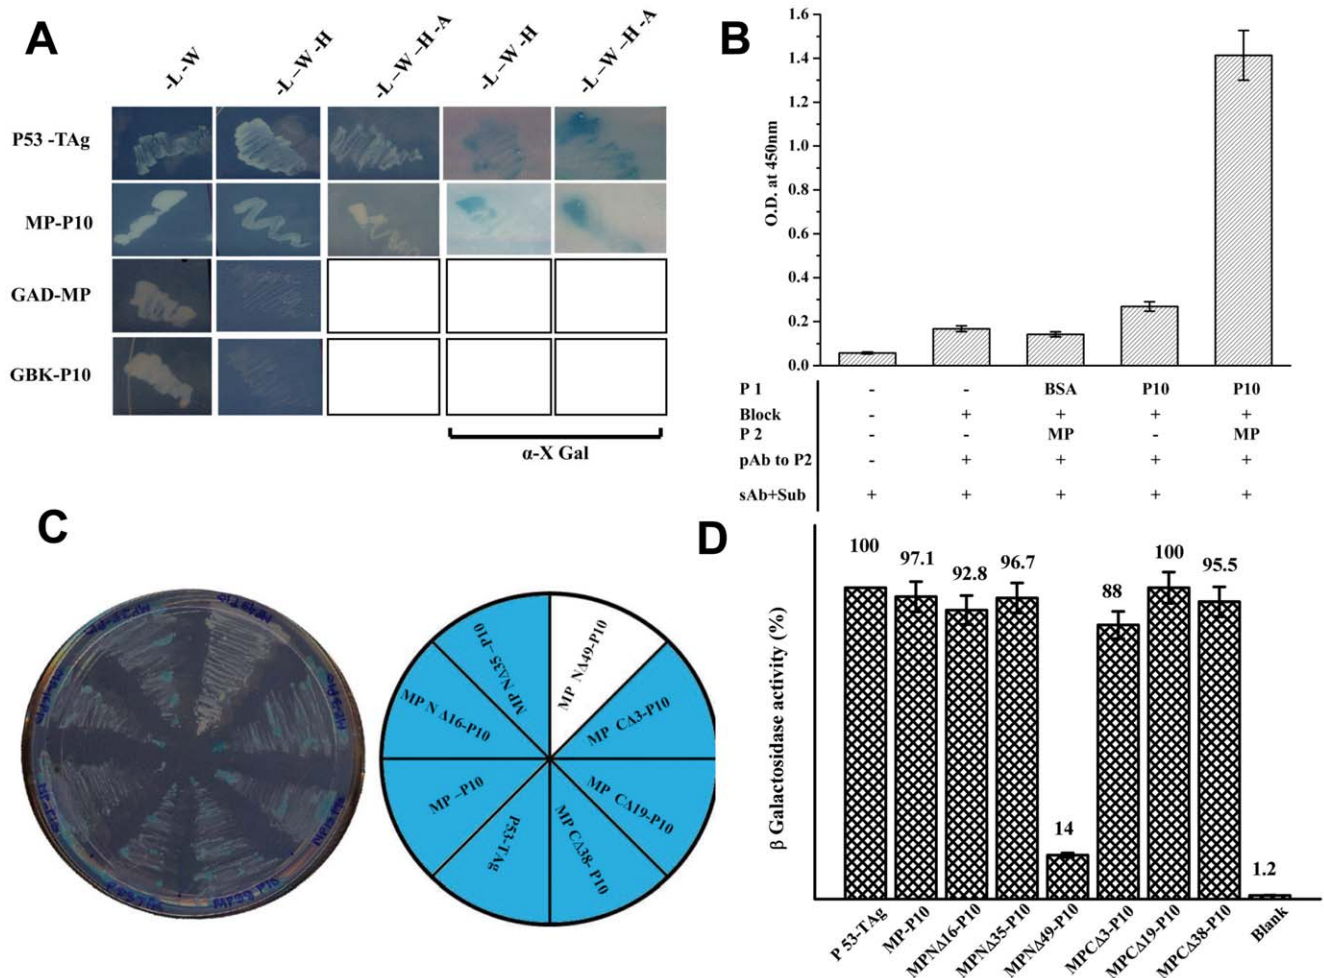 A
-L -W
-L –W -H
-L –W –H -A
-L –W -H
-L –W –H -A
P53 -TAg
MP-P10
GAD-MP
GBK-P10
α-X Gal
B
O.D. at 450nm
1.6
1.4
1.2
1.0
0.8
0.6
0.4
0.2
0.0
P 1 - - BSA P10 P10
Block - + + + +
P 2 - - MP - MP
pAb to P2 - + + + +
sAb+Sub + + + + +
C
MP NΔ35 –P10
MP NΔ49-P10
MP N Δ16-P10
MP CΔ3-P10
MP –P10
MP CΔ19-P10
P53-TAg
MP CΔ38- P10
D
β Galactosidase activity (%)
100
97.1
92.8
96.7
14
88
100
95.5
1.2
P 53-TAg
MP-P10
MPNΔ16-P10
MPNΔ35-P10
MPNΔ49-P10
MPCΔ3-P10
MPCΔ19-P10
MPCΔ38-P10
Blank